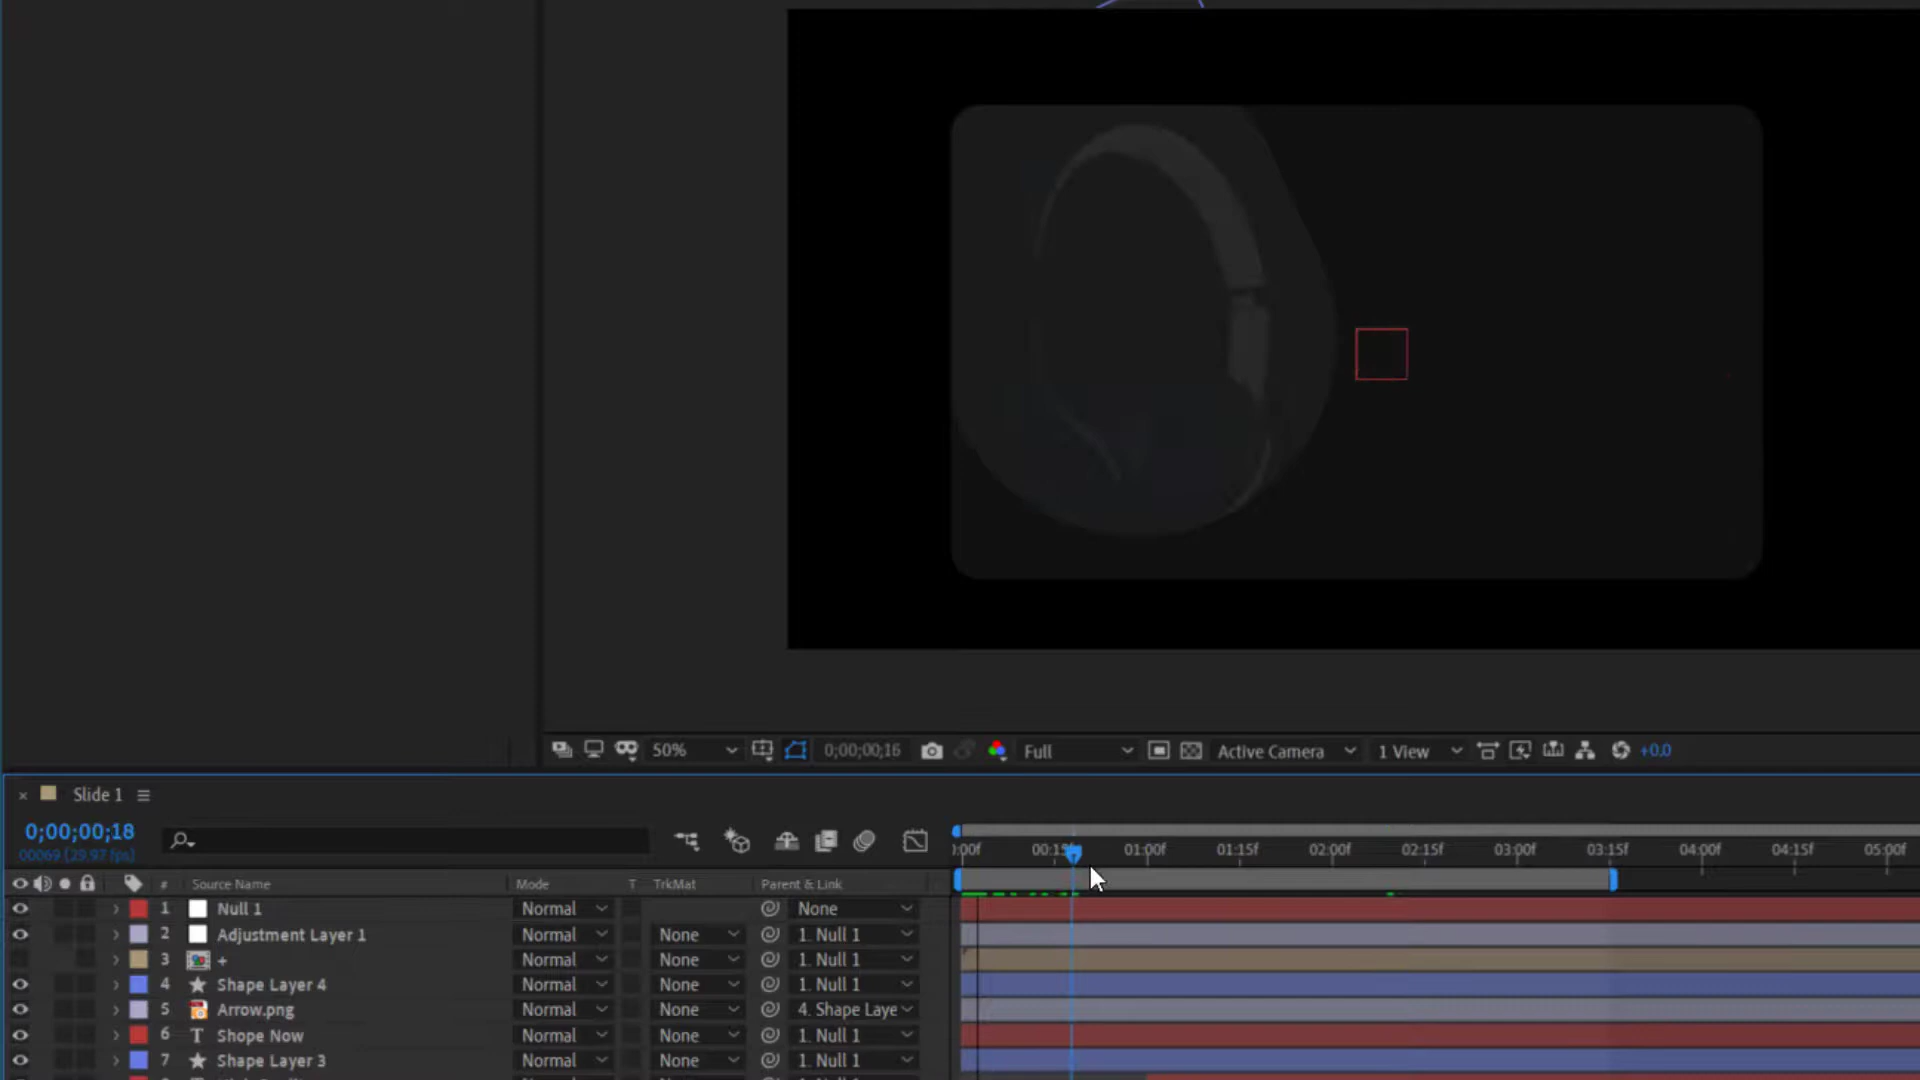 50% 0;00;00;16 Full Active Camera 1 View +0.0
× Slide 1
0;00;00;18
00069 (29.97 fps)
:00f 00:15f 01:00f 01:15f 02:00f 02:15f 03:00f 03:15f 04:00f 04:15f 05:00f
# Source Name Mode T TrkMat Parent & Link
1 Null 1 Normal None
2 Adjustment Layer 1 Normal None 1. Null 1
3 + Normal None 1. Null 1
4 Shape Layer 4 Normal None 1. Null 1
5 Arrow.png Normal None 4. Shape Laye
6 T Shope Now Normal None 1. Null 1
7 Shape Layer 3 Normal None 1. Null 1